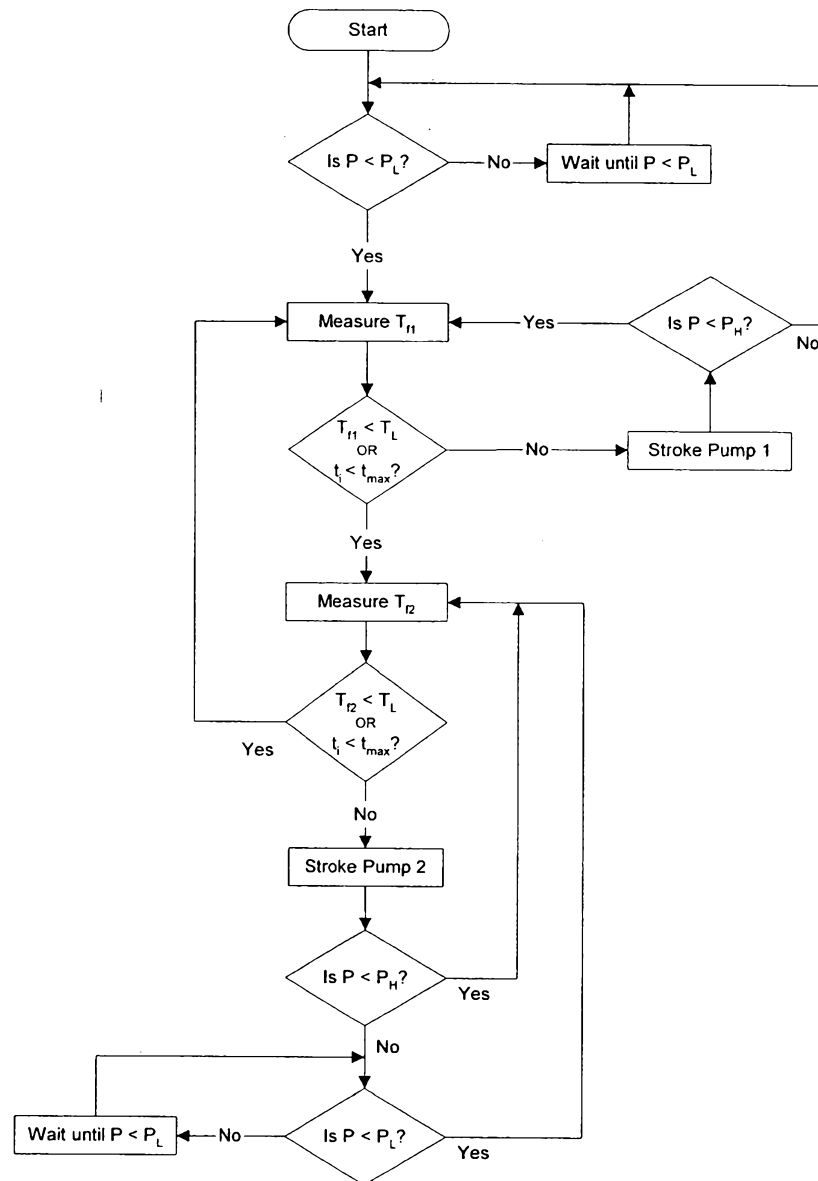 Start
Is P < P_L?
No
Wait until P < P_L
Yes
Measure T_f1
Yes
Is P < P_H?
No
T_f1 < T_L
OR
t_i < t_max?
No
Stroke Pump 1
Yes
Measure T_f2
T_f2 < T_L
OR
t_i < t_max?
Yes
No
Stroke Pump 2
Is P < P_H?
Yes
No
Wait until P < P_L
No
Is P < P_L?
Yes